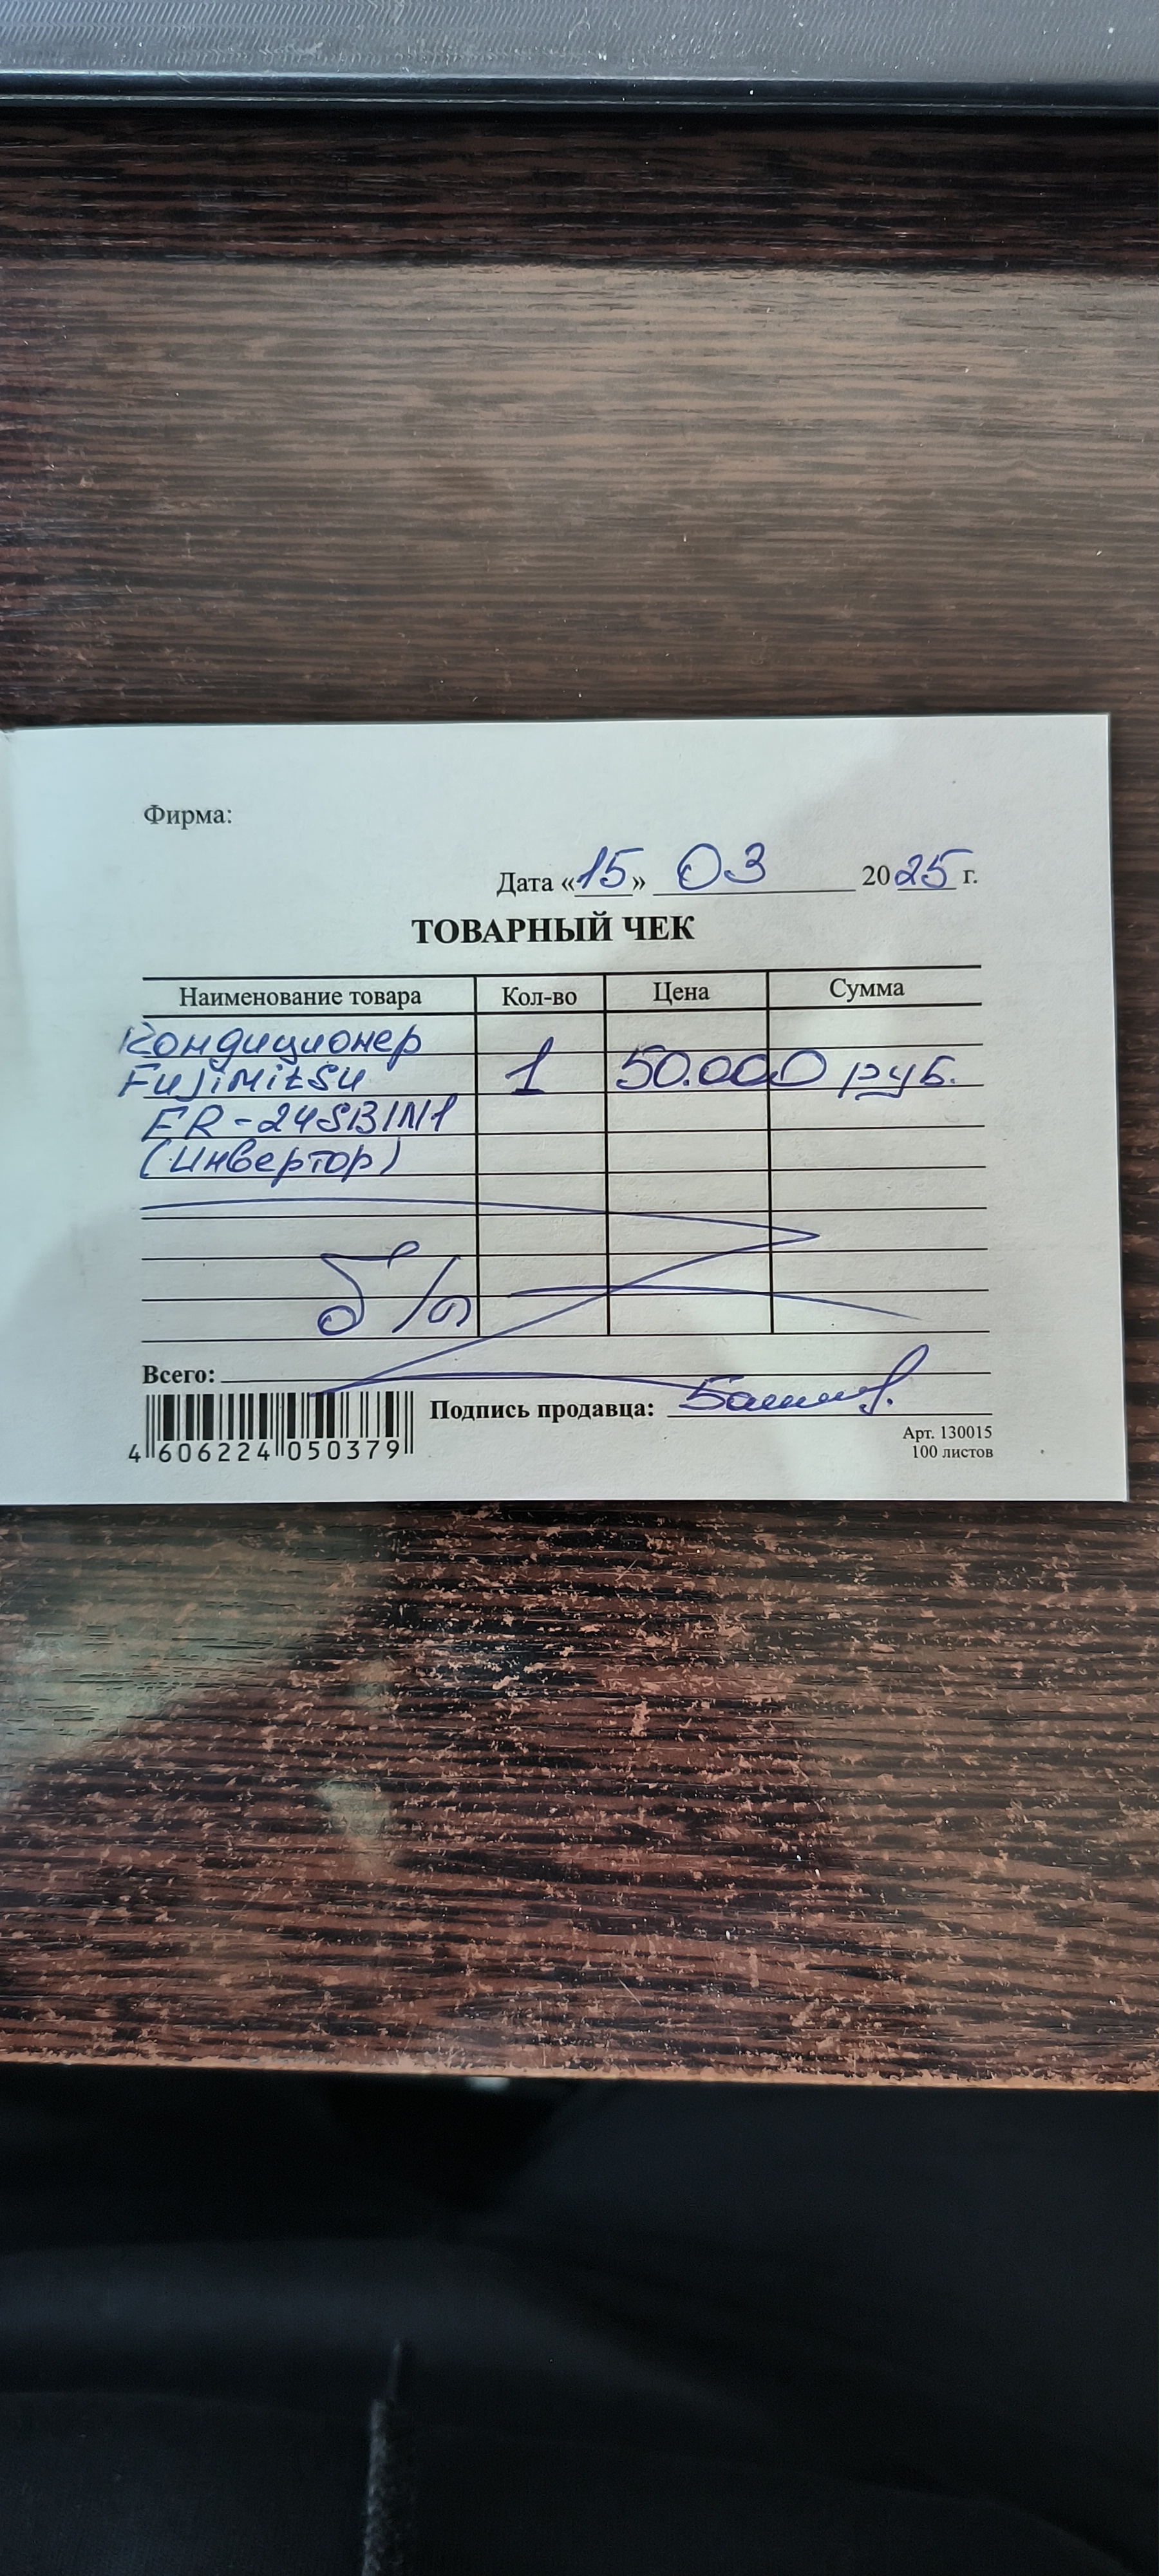 Фирма:
Дата «15» 03 2025 г.
ТОВАРНЫЙ ЧЕК
Наименование товара Кол-во Цена Сумма
Кондиционер
FUJIMITSU 1 50.000 руб.
ER-24SBIN1
(Инвертор)
Б/н
Всего:
Подпись продавца:
4 606224 050379
Арт. 130015
100 листов